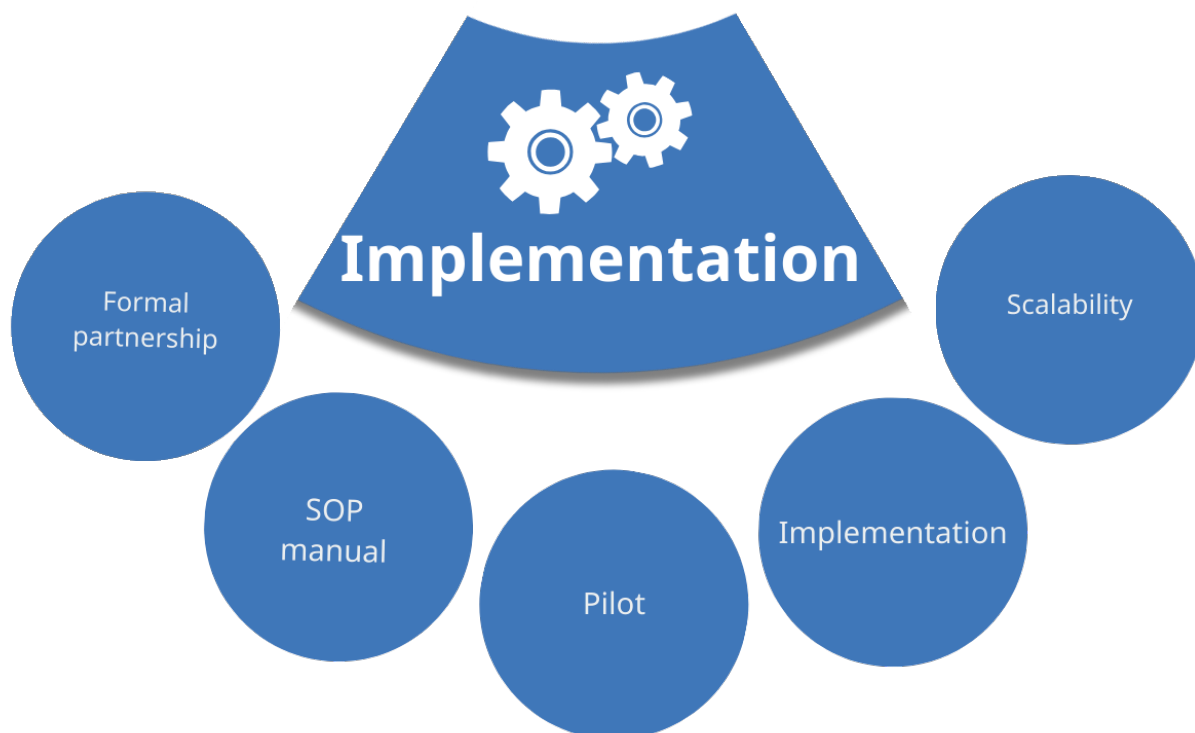 Implementation
Formal
partnership
SOP
manual
Pilot
Implementation
Scalability